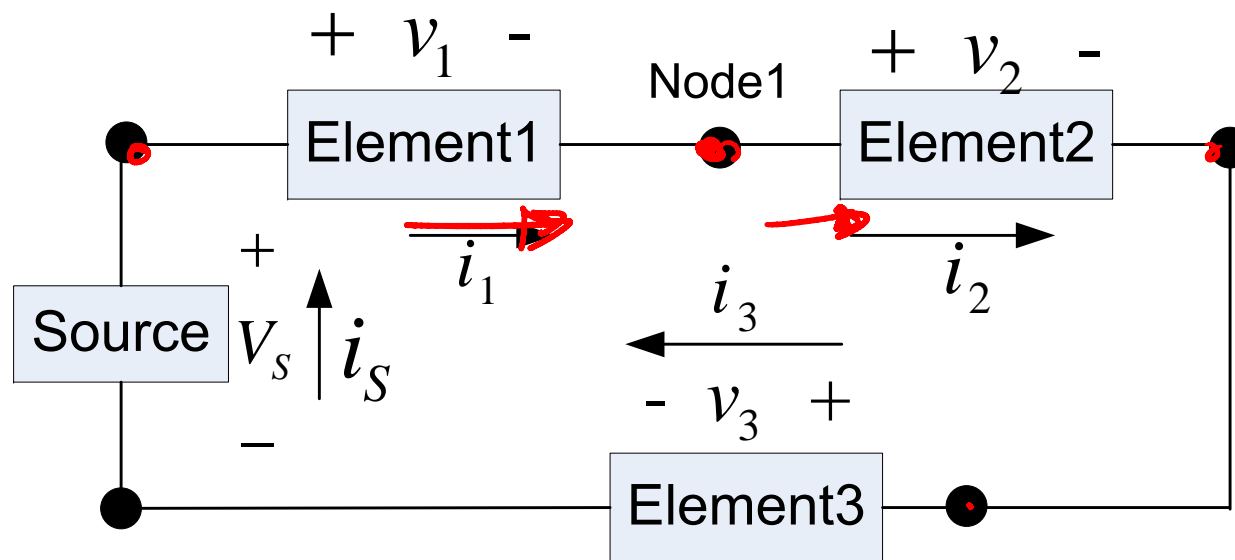 + v₁ -
+ v₂ -
Node1
Element1
Element2
i₁
i₂
i₃
+
Source
Vₛ
iₛ
–
- v₃ +
Element3